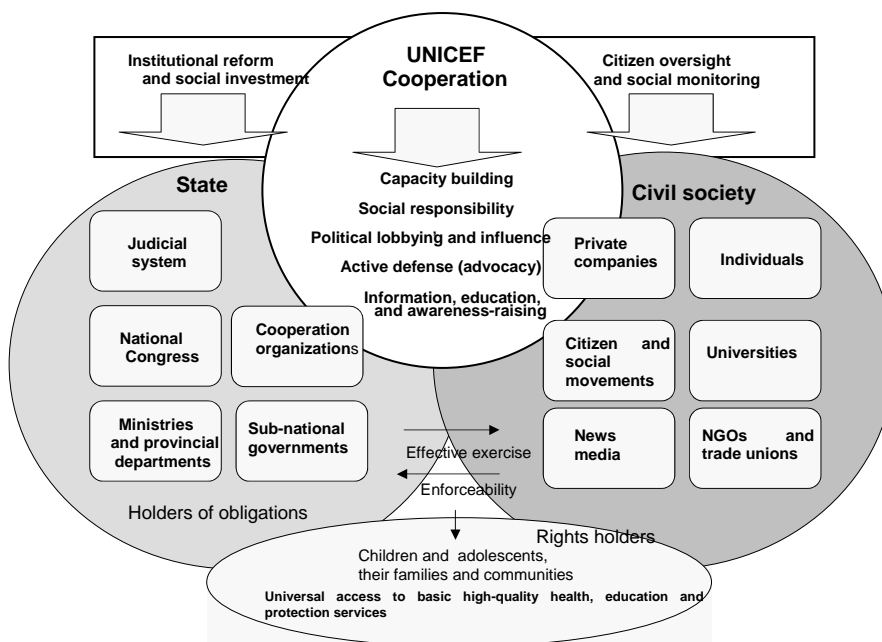 UNICEF
Cooperation
Institutional reform
and social investment
Citizen oversight
and social monitoring
State
Civil society
Capacity building
Social responsibility
Political lobbying and influence
Active defense (advocacy)
Information, education,
and awareness-raising
Judicial
system
National
Congress
Cooperation
organizations
Ministries
and provincial
departments
Sub-national
governments
Private
companies
Individuals
Citizen and
social
movements
Universities
News
media
NGOs and
trade unions
Effective exercise
Enforceability
Holders of obligations
Rights holders
Children and adolescents,
their families and communities
Universal access to basic high-quality health, education and
protection services